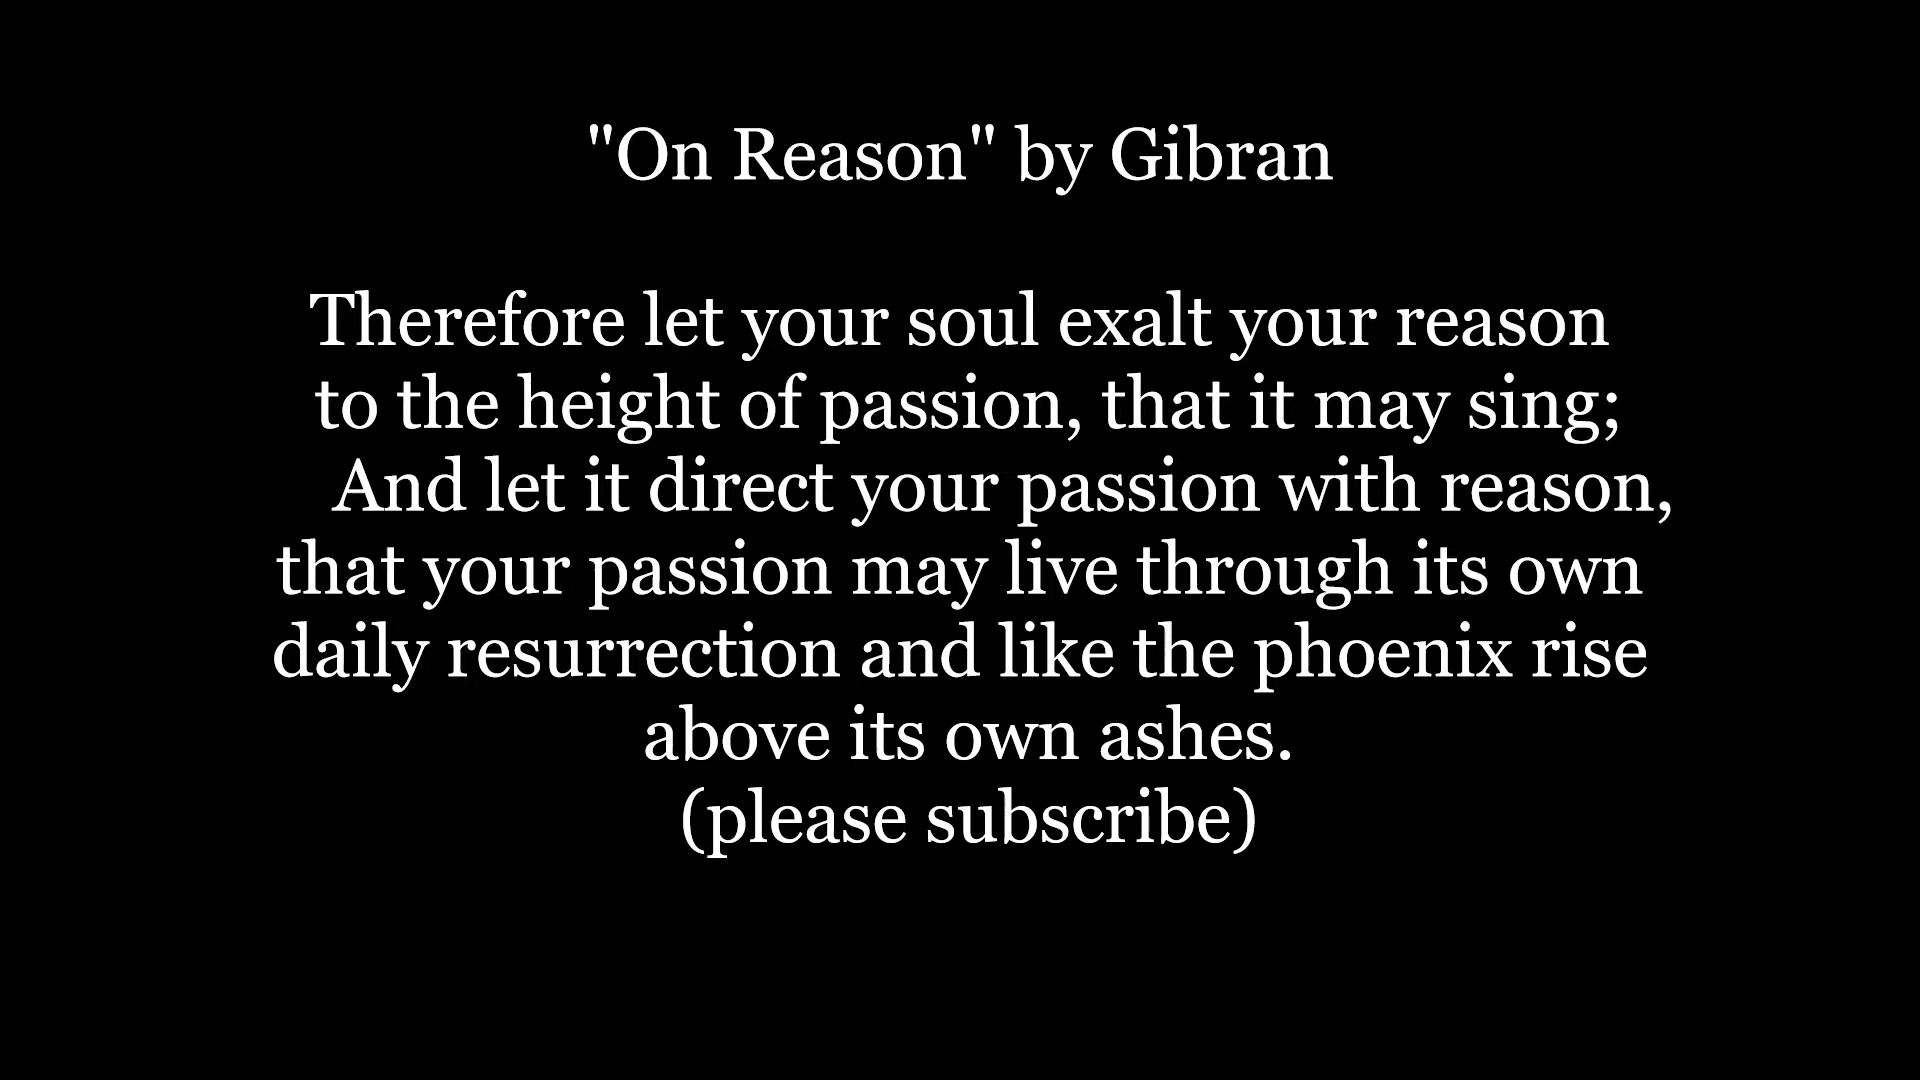 "On Reason" by Gibran
Therefore let your soul exalt your reason
to the height of passion, that it may sing;
And let it direct your passion with reason,
that your passion may live through its own
daily resurrection and like the phoenix rise
above its own ashes.
(please subscribe)